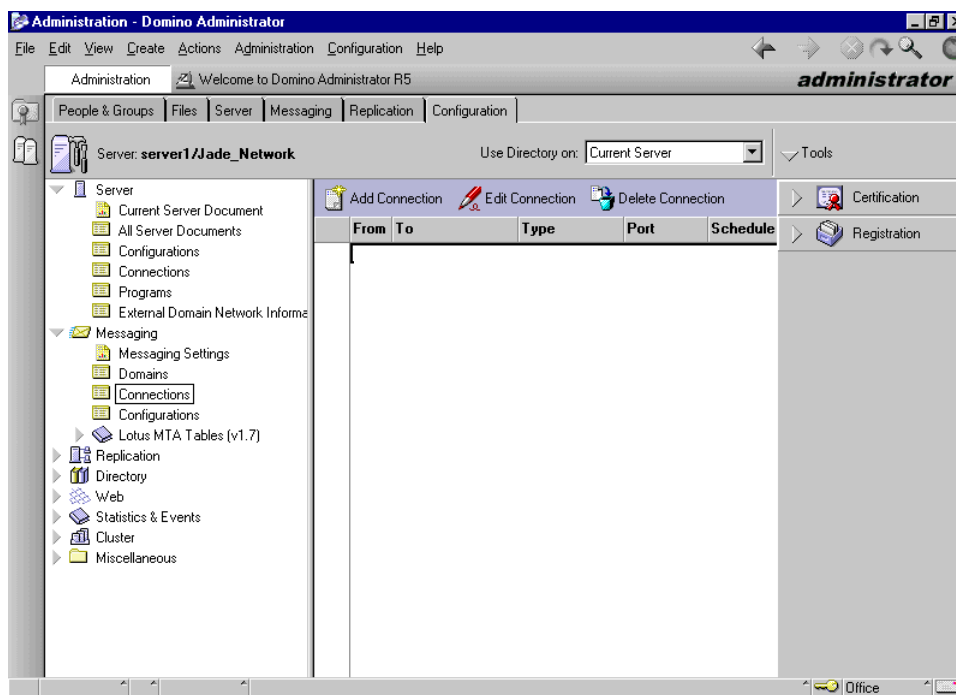 Administration - Domino Administrator
File Edit View Create Actions Administration Configuration Help
Administration Welcome to Domino Administrator R5 administrator
People & Groups Files Server Messaging Replication Configuration
Server: server1/Jade_Network Use Directory on: Current Server Tools
Server
Current Server Document
All Server Documents
Configurations
Connections
Programs
External Domain Network Informa
Messaging
Messaging Settings
Domains
Connections
Configurations
Lotus MTA Tables (v1.7)
Replication
Directory
Web
Statistics & Events
Cluster
Miscellaneous
Add Connection Edit Connection Delete Connection
From To Type Port Schedule
Certification
Registration
Office